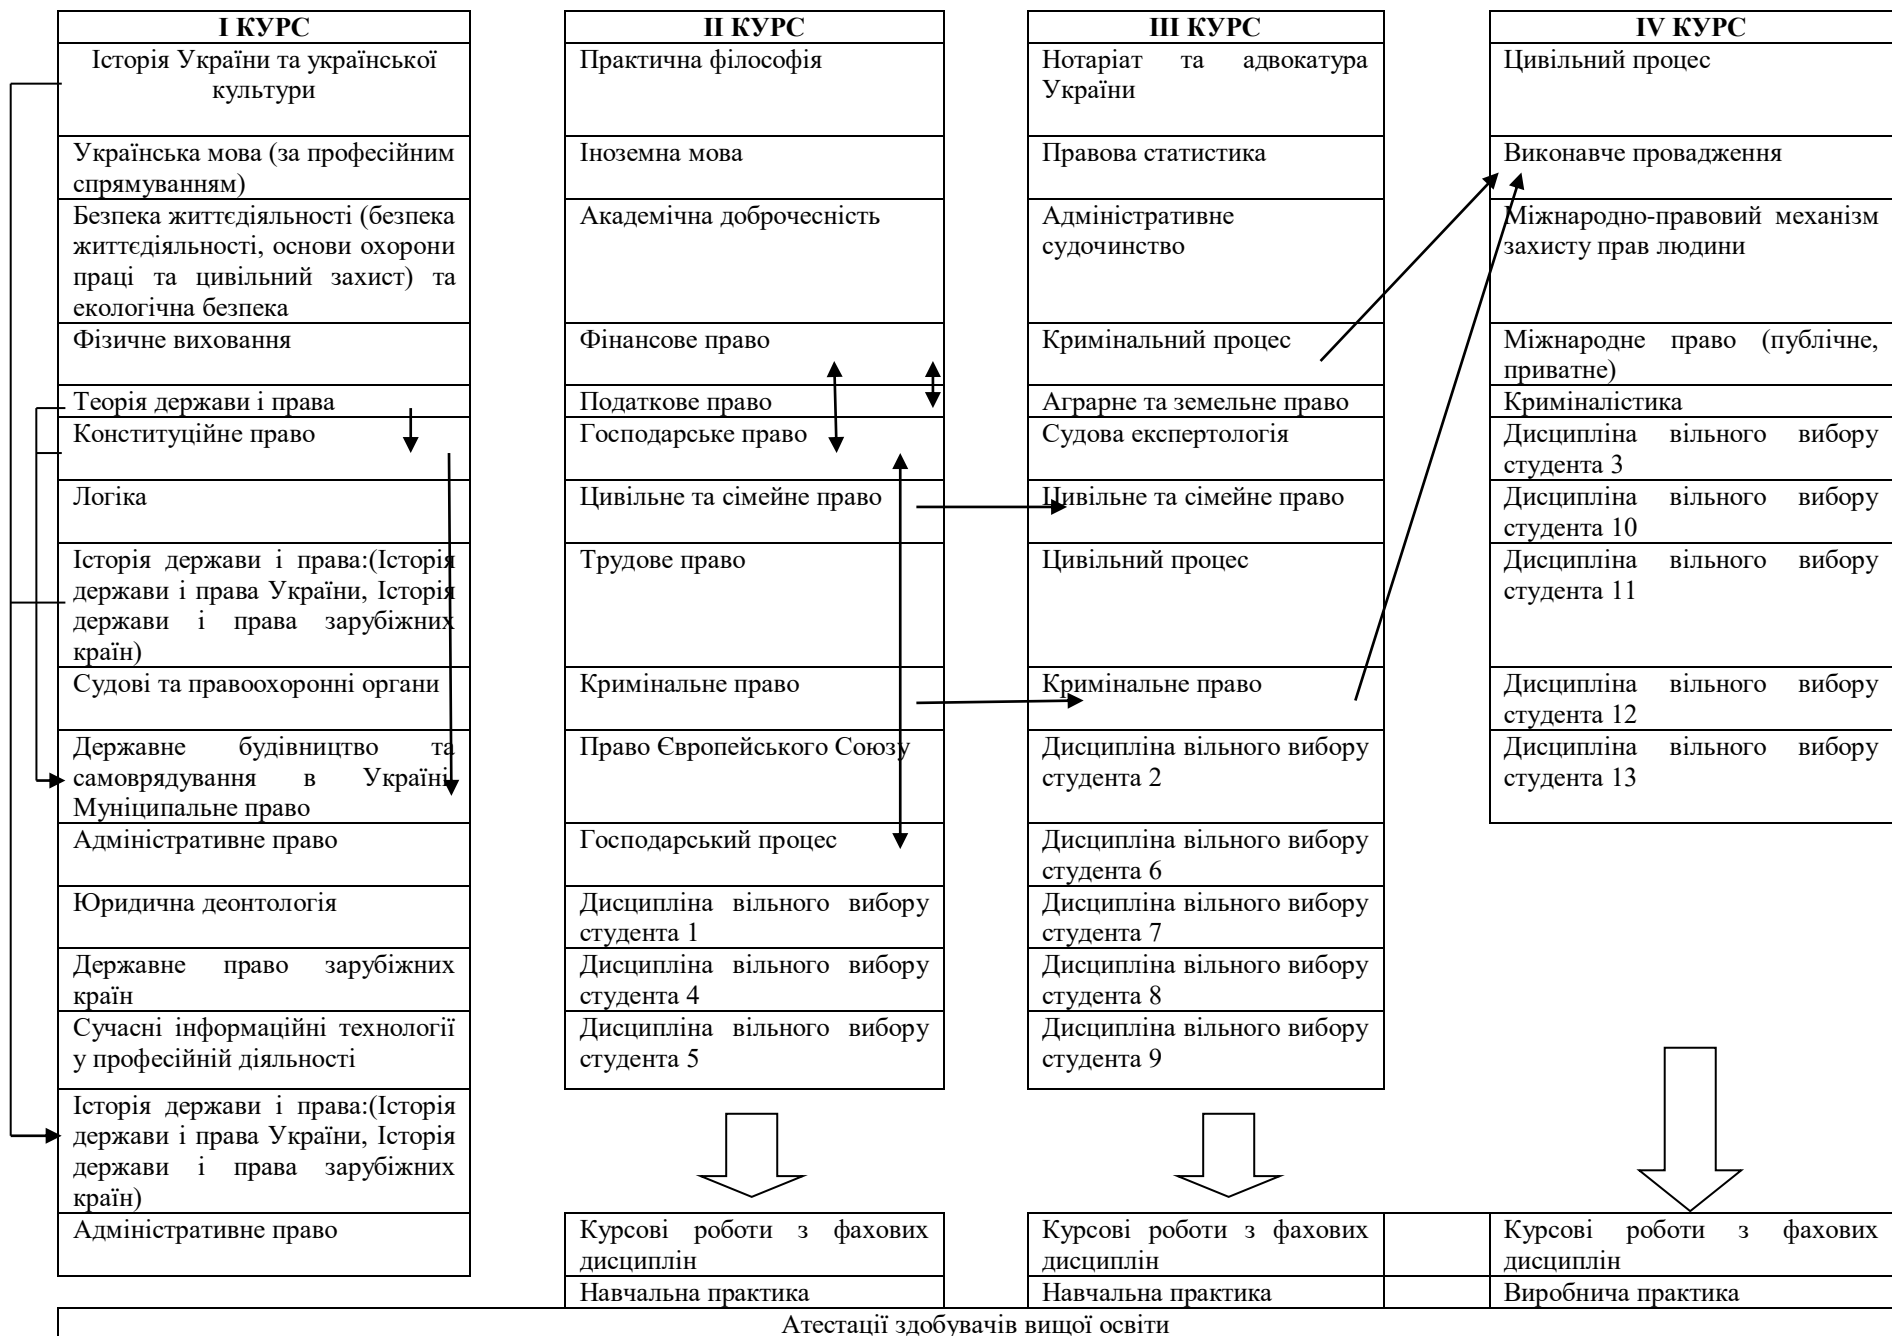 І КУРС
Історія України та української
культури
Українська мова (за професійним
спрямуванням)
Безпека життєдіяльності (безпека
життєдіяльності, основи охорони
праці та цивільний захист) та
екологічна безпека
Фізичне виховання
Теорія держави і права
Конституційне право
Логіка
Історія держави і права:(Історія
держави і права України, Історія
держави і права зарубіжних
країн)
Судові та правоохоронні органи
Державне будівництво та
самоврядування в Україні.
Муніципальне право
Адміністративне право
Юридична деонтологія
Державне право зарубіжних
країн
Сучасні інформаційні технології
у професійній діяльності
Історія держави і права:(Історія
держави і права України, Історія
держави і права зарубіжних
країн)
Адміністративне право
ІІ КУРС
Практична філософія
Іноземна мова
Академічна доброчесність
Фінансове право
Податкове право
Господарське право
Цивільне та сімейне право
Трудове право
Кримінальне право
Право Європейського Союзу
Господарський процес
Дисципліна вільного вибору
студента 1
Дисципліна вільного вибору
студента 4
Дисципліна вільного вибору
студента 5
Курсові роботи з фахових
дисциплін
Навчальна практика
ІІІ КУРС
Нотаріат та адвокатура
України
Правова статистика
Адміністративне
судочинство
Кримінальний процес
Аграрне та земельне право
Судова експертологія
Цивільне та сімейне право
Цивільний процес
Кримінальне право
Дисципліна вільного вибору
студента 2
Дисципліна вільного вибору
студента 6
Дисципліна вільного вибору
студента 7
Дисципліна вільного вибору
студента 8
Дисципліна вільного вибору
студента 9
Курсові роботи з фахових
дисциплін
Навчальна практика
IV КУРС
Цивільний процес
Виконавче провадження
Міжнародно-правовий механізм
захисту прав людини
Міжнародне право (публічне,
приватне)
Криміналістика
Дисципліна вільного вибору
студента 3
Дисципліна вільного вибору
студента 10
Дисципліна вільного вибору
студента 11
Дисципліна вільного вибору
студента 12
Дисципліна вільного вибору
студента 13
Курсові роботи з фахових
дисциплін
Виробнича практика
Атестації здобувачів вищої освіти